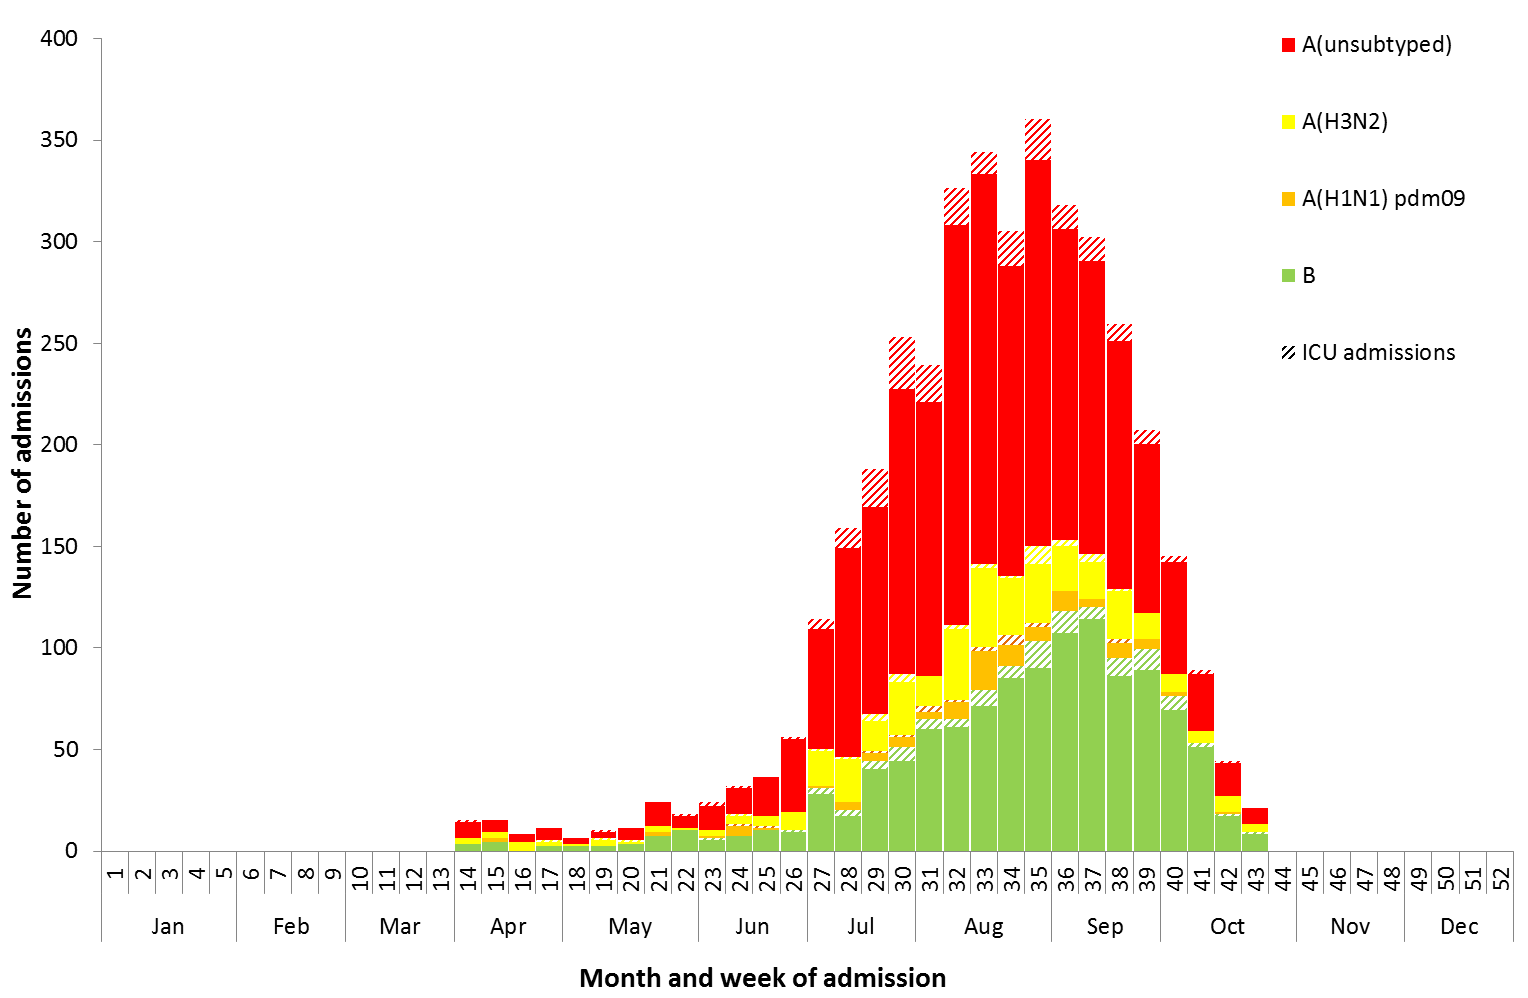 400
350
300
250
200
150
100
50
0
Number of admissions
A(unsubtyped)
A(H3N2)
A(H1N1) pdm09
B
ICU admissions
1 2 3 4 5 6 7 8 9 10 11 12 13 14 15 16 17 18 19 20 21 22 23 24 25 26 27 28 29 30 31 32 33 34 35 36 37 38 39 40 41 42 43 44 45 46 47 48 49 50 51 52
Jan Feb Mar Apr May Jun Jul Aug Sep Oct Nov Dec
Month and week of admission